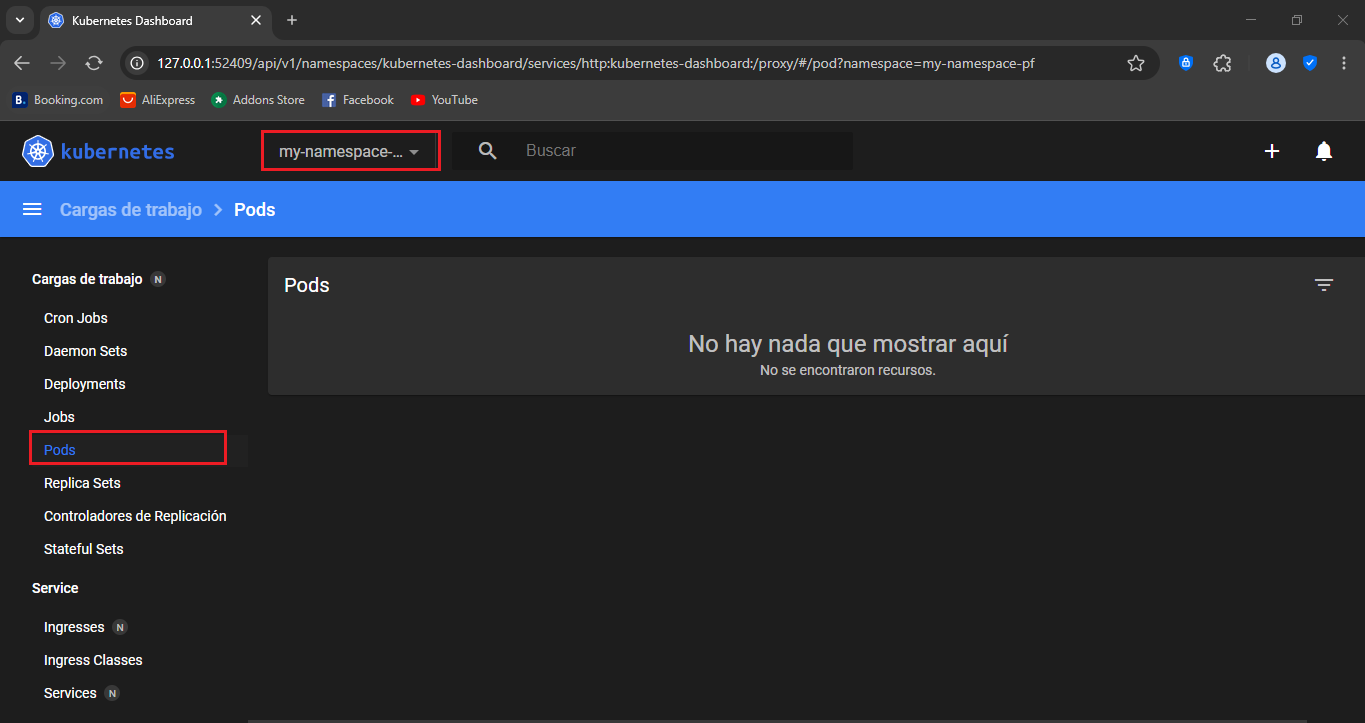 Kubernetes Dashboard
127.0.0.1:52409/api/v1/namespaces/kubernetes-dashboard/services/http:kubernetes-dashboard:/proxy/#/pod?namespace=my-namespace-pf
B. Booking.com AliExpress Addons Store Facebook YouTube
kubernetes my-namespace-... Buscar
Cargas de trabajo > Pods
Cargas de trabajo N
Cron Jobs
Daemon Sets
Deployments
Jobs
Pods
Replica Sets
Controladores de Replicación
Stateful Sets
Service
Ingresses N
Ingress Classes
Services N
Pods
No hay nada que mostrar aquí
No se encontraron recursos.